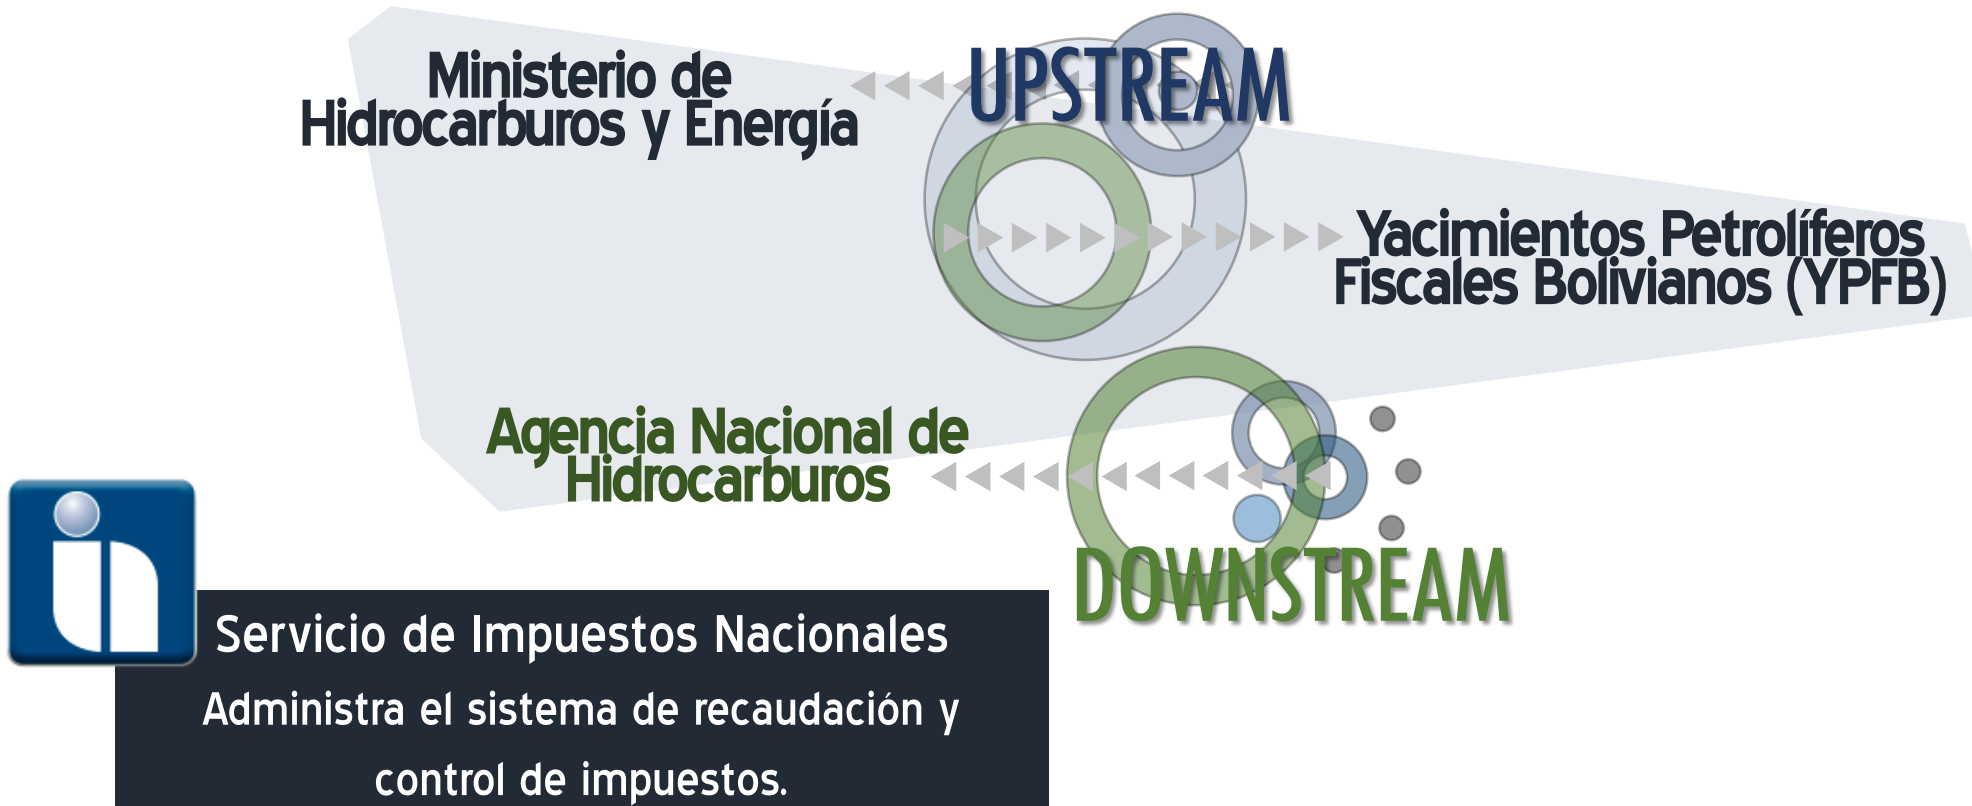 Ministerio de
Hidrocarburos y Energía
UPSTREAM
Yacimientos Petrolíferos
Fiscales Bolivianos (YPFB)
Agencia Nacional de
Hidrocarburos
DOWNSTREAM
in
Servicio de Impuestos Nacionales
Administra el sistema de recaudación y
control de impuestos.